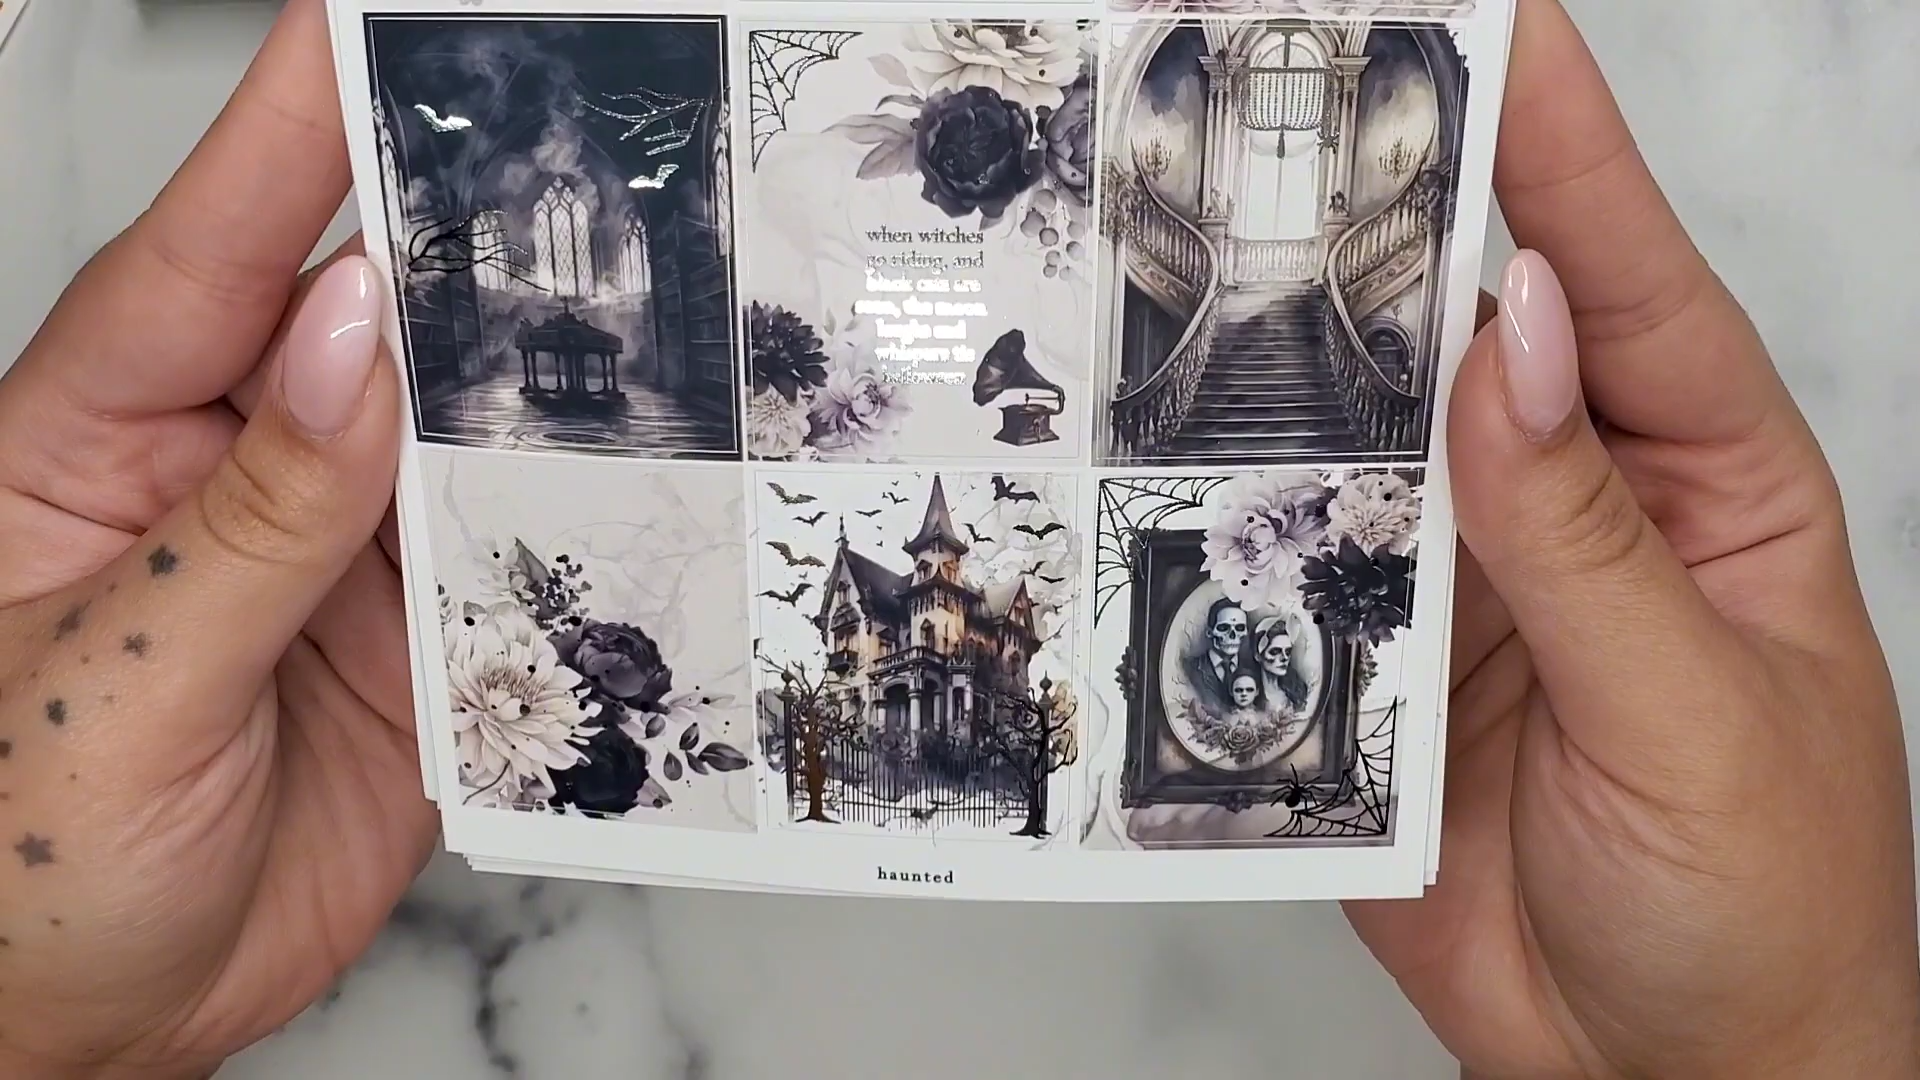 when witches
go riding, and
black cats are
seen, the moon
laughs and
whispers tis
halloween
haunted